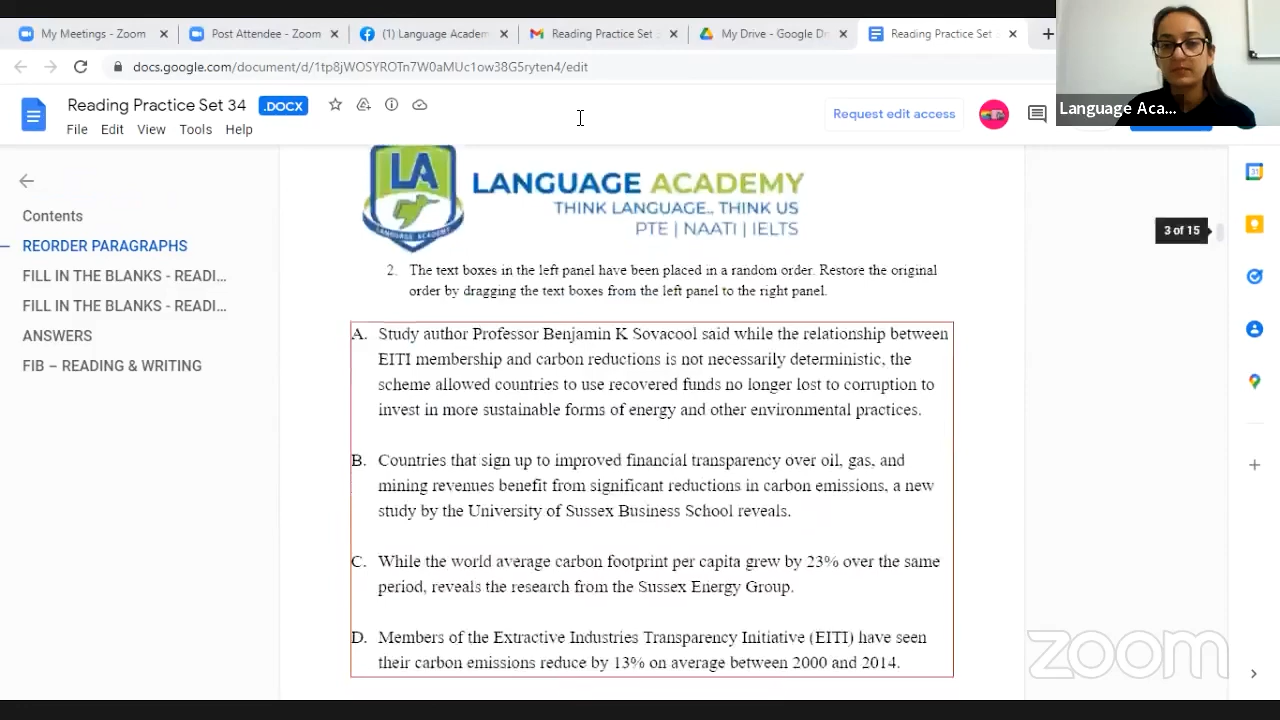 My Meetings - Zoom
Post Attendee - Zoom
(1) Language Academ
Reading Practice Set
My Drive - Google Dr
Reading Practice Set
docs.google.com/document/d/1tp8jWOSYROTn7W0aMUc1ow38G5ryten4/edit
Reading Practice Set 34 .DOCX
Request edit access
Language Aca...
File Edit View Tools Help
LA
LANGUAGE ACADEMY
THINK LANGUAGE., THINK US
PTE | NAATI | IELTS
LANGUAGE ACADEMY
Contents
REORDER PARAGRAPHS
FILL IN THE BLANKS - READI...
FILL IN THE BLANKS - READI...
ANSWERS
FIB – READING & WRITING
3 of 15
31
2. The text boxes in the left panel have been placed in a random order. Restore the original
order by dragging the text boxes from the left panel to the right panel.
A. Study author Professor Benjamin K Sovacool said while the relationship between
EITI membership and carbon reductions is not necessarily deterministic, the
scheme allowed countries to use recovered funds no longer lost to corruption to
invest in more sustainable forms of energy and other environmental practices.
B. Countries that sign up to improved financial transparency over oil, gas, and
mining revenues benefit from significant reductions in carbon emissions, a new
study by the University of Sussex Business School reveals.
C. While the world average carbon footprint per capita grew by 23% over the same
period, reveals the research from the Sussex Energy Group.
D. Members of the Extractive Industries Transparency Initiative (EITI) have seen
their carbon emissions reduce by 13% on average between 2000 and 2014.
zoom